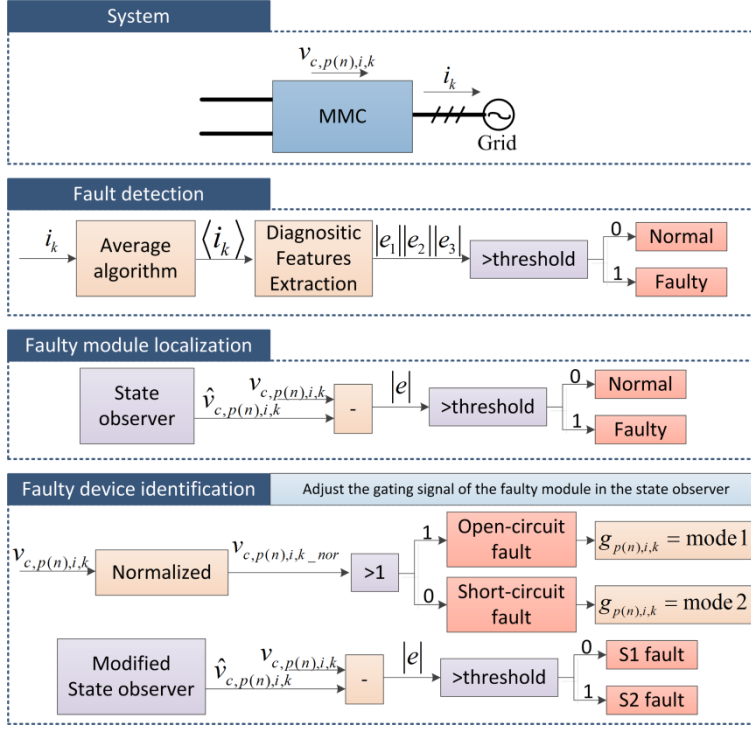 System
v_{c,p(n),i,k}
i_k
MMC
Grid
Fault detection
i_k
Average
algorithm
⟨i_k⟩
Diagnositic
Features
Extraction
|e_1||e_2||e_3|
>threshold
0
Normal
1
Faulty
Faulty module localization
State
observer
v_{c,p(n),i,k}
v̂_{c,p(n),i,k}
-
|e|
>threshold
0
Normal
1
Faulty
Faulty device identification
Adjust the gating signal of the faulty module in the state observer
v_{c,p(n),i,k}
Normalized
v_{c,p(n),i,k_nor}
>1
1
Open-circuit
fault
g_{p(n),i,k} = mode1
0
Short-circuit
fault
g_{p(n),i,k} = mode2
Modified
State observer
v_{c,p(n),i,k}
v̂_{c,p(n),i,k}
-
|e|
>threshold
0
S1 fault
1
S2 fault